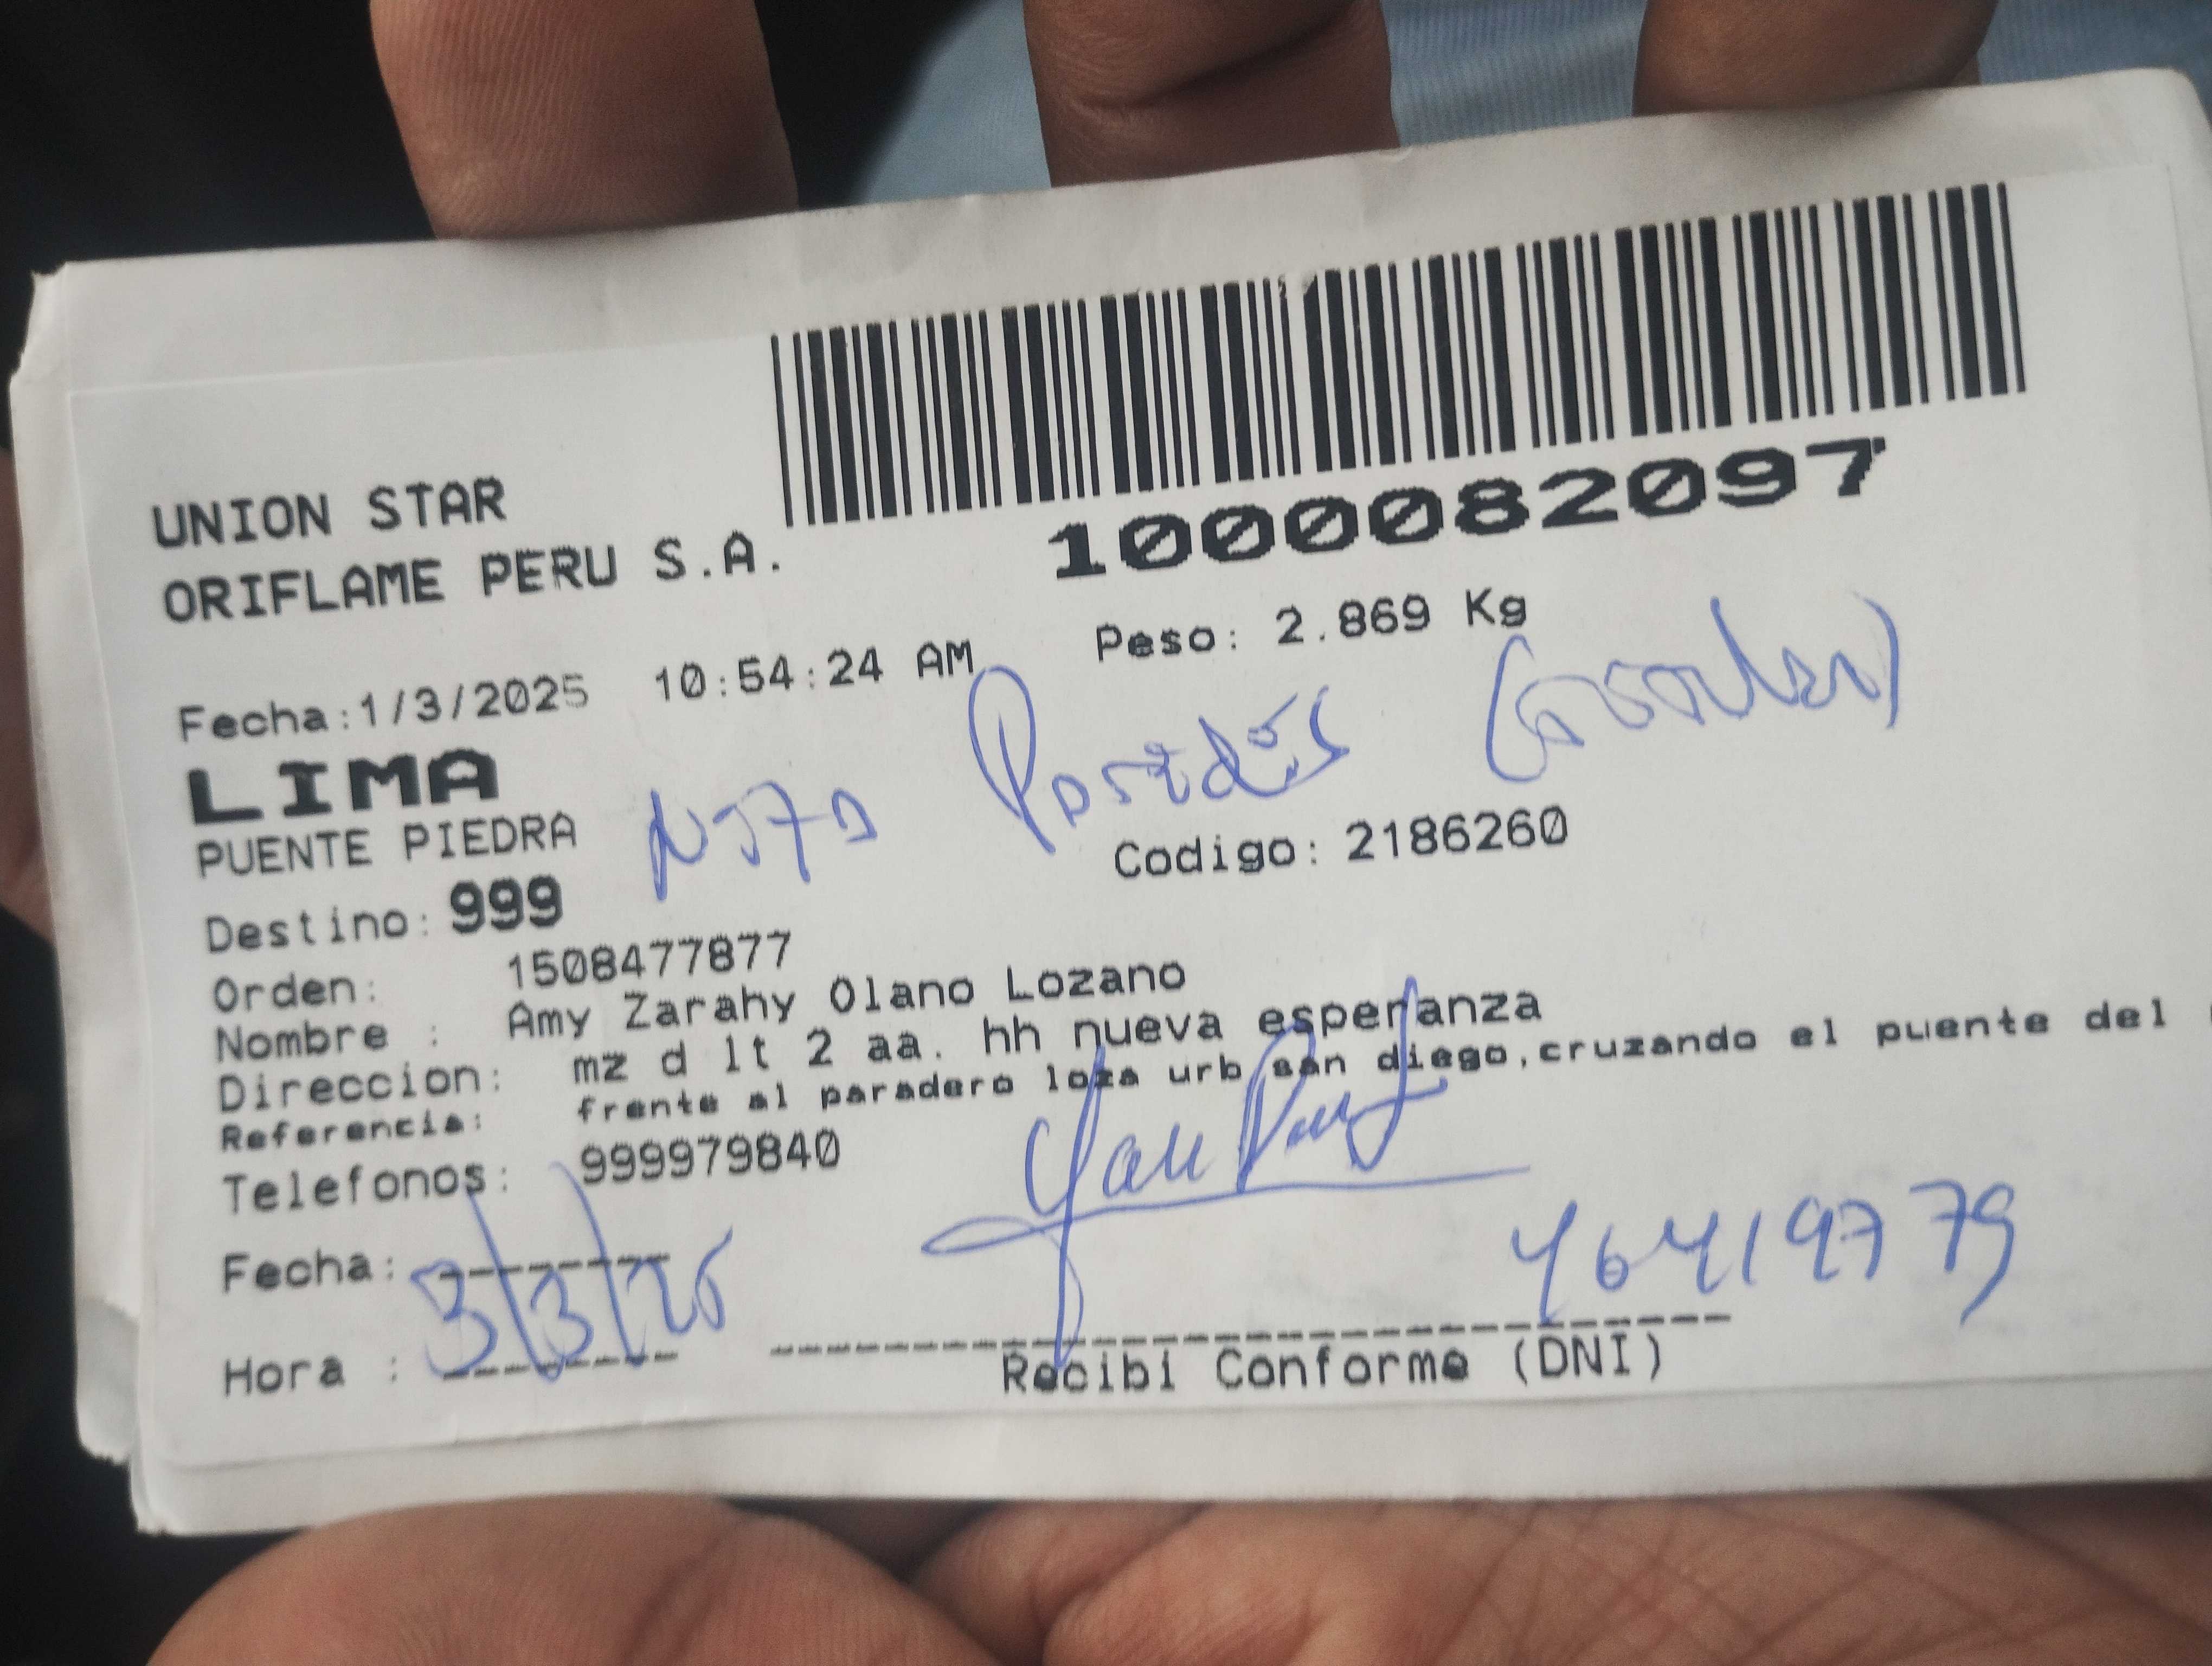 UNION STAR
ORIFLAME PERU S.A.
1000082097
Peso: 2.869 Kg
Fecha:1/3/2025 10:54:24 AM
LIMA
PUENTE PIEDRA
Codigo: 2186260
Destino: 999
Orden: 1508477877
Nombre : Amy Zarahy Olano Lozano
Direccion: mz d lt 2 aa. hh nueva esperanza
Referencia: frente al paradero loza urb san diego,cruzando el puente del
Telefonos: 999979840
Fecha: 3/3/25
46419779
Hora :
Recibi Conforme (DNI)